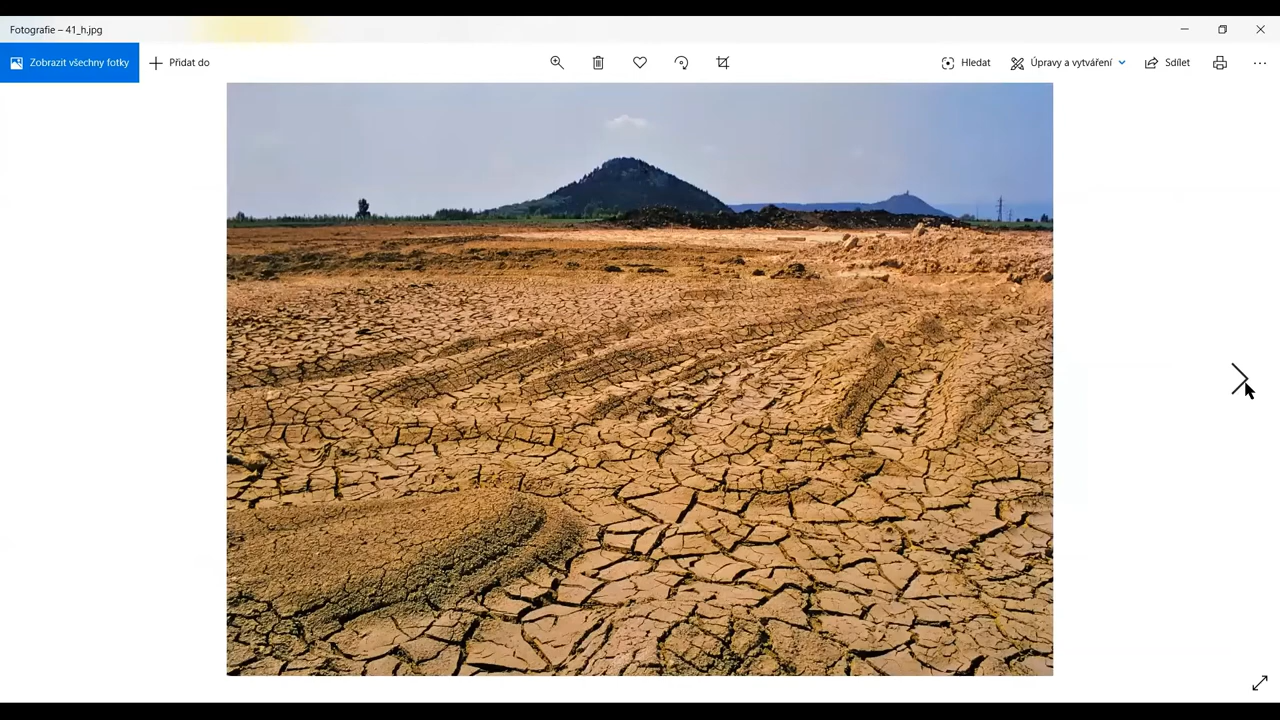 Fotografie – 41_h.jpg
Zobrazit všechny fotky
Přidat do
Hledat
Úpravy a vytváření
Sdílet